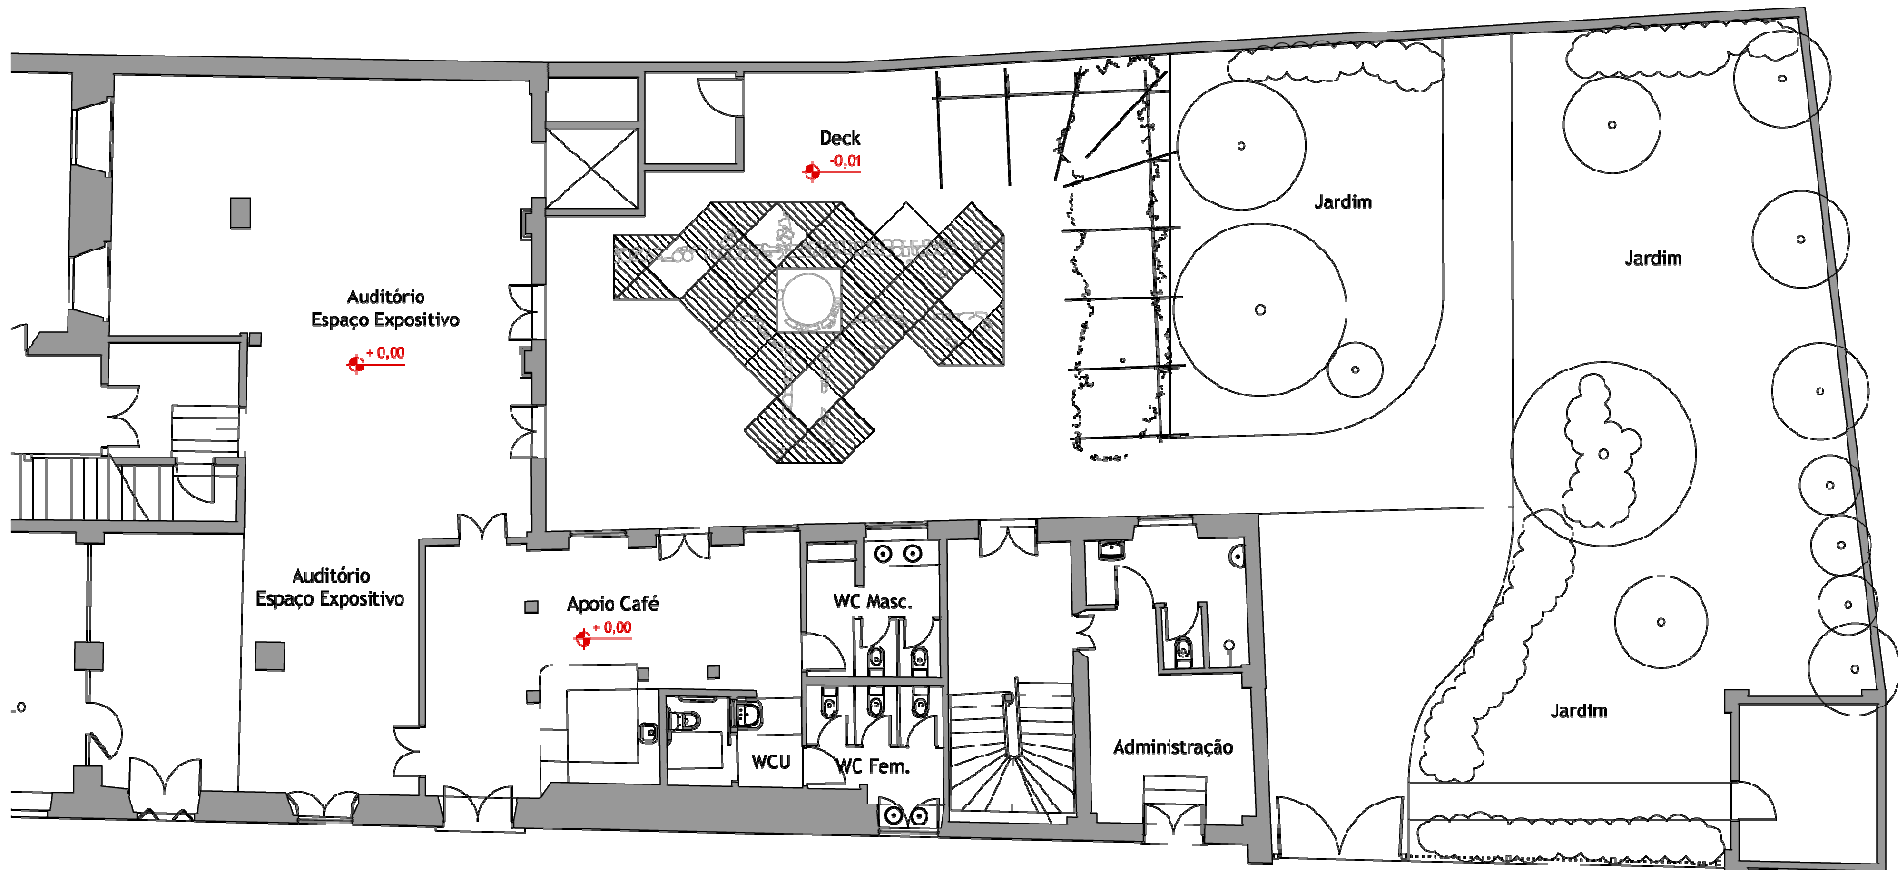 Deck
-0,01
Jardim
Jardim
Auditório
Espaço Expositivo
+ 0,00
Auditório
Espaço Expositivo
Apoio Café
+ 0,00
WC Masc.
WCU
WC Fem.
Administração
Jardim